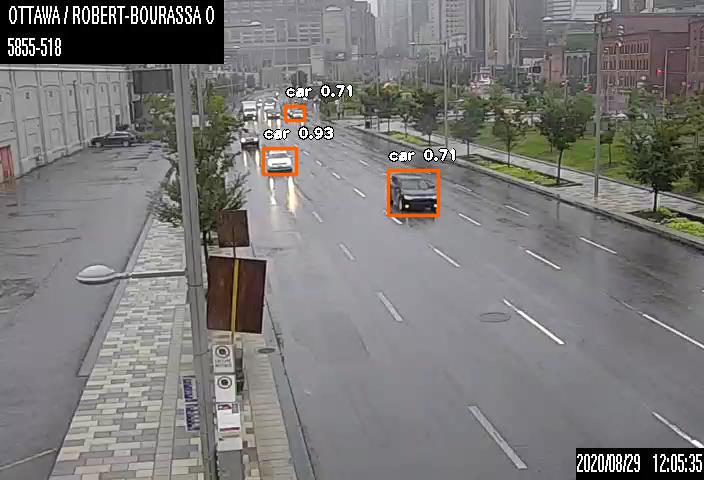 OTTAWA / ROBERT-BOURASSA O
5855-518
car 0.71
car 0.93
car 0.71
2020/08/29 12:05:35